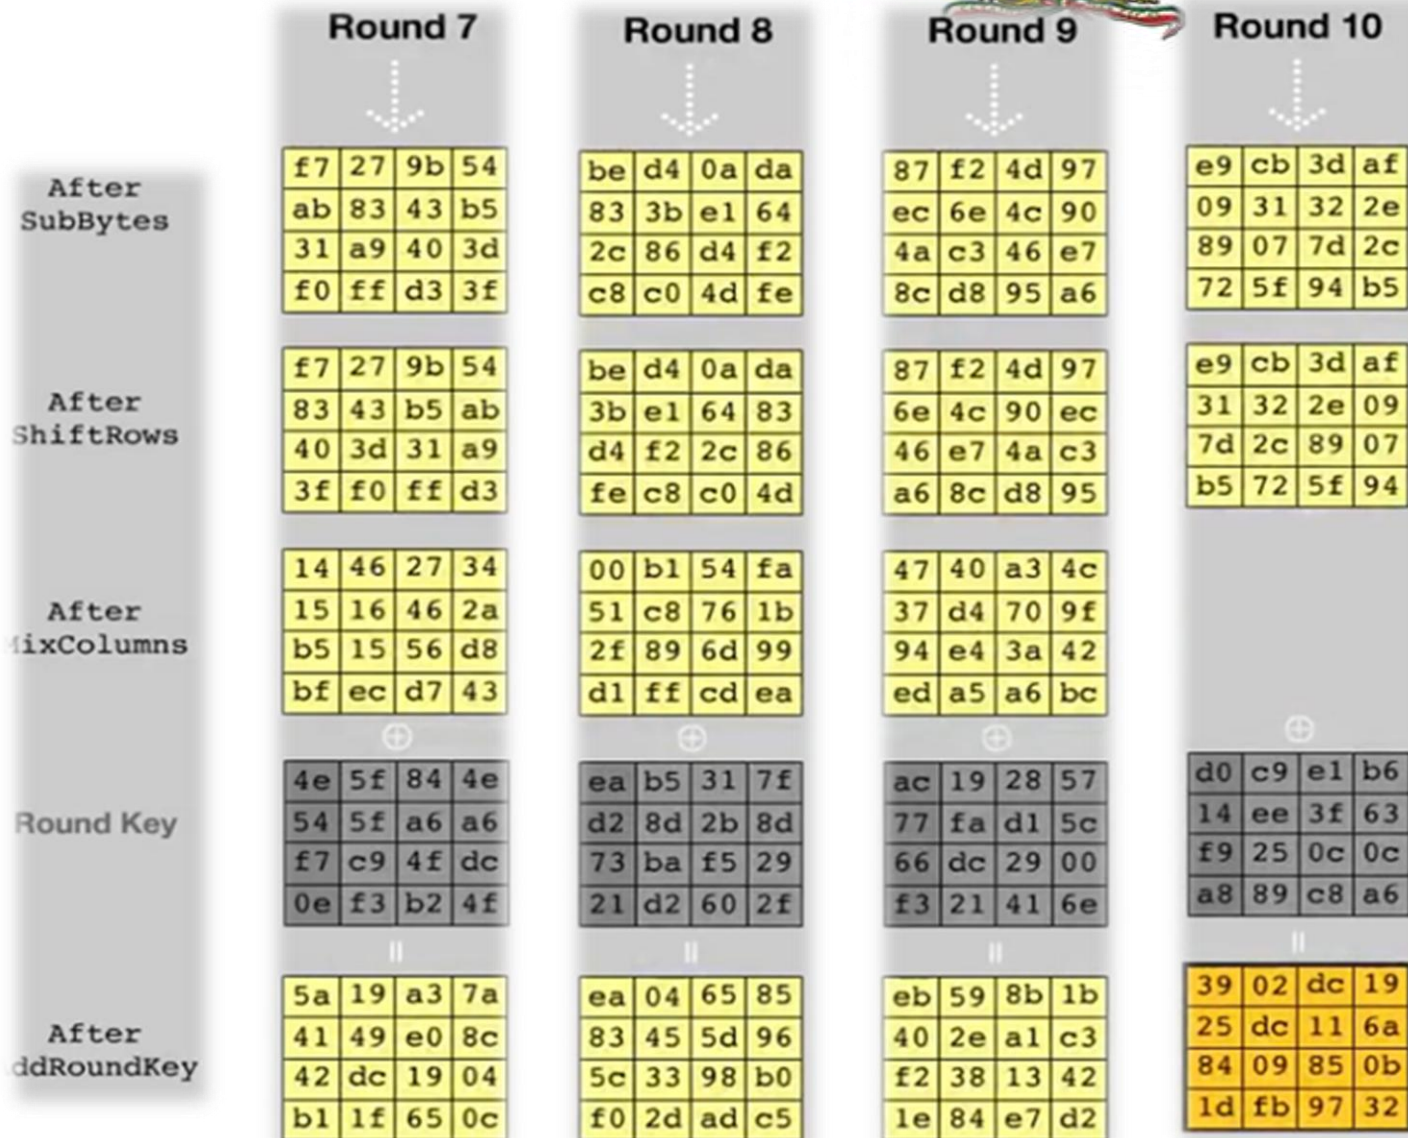 Round 7 Round 8 Round 9 Round 10
After
SubBytes
f7 27 9b 54 be d4 0a da 87 f2 4d 97 e9 cb 3d af
ab 83 43 b5 83 3b e1 64 ec 6e 4c 90 09 31 32 2e
31 a9 40 3d 2c 86 d4 f2 4a c3 46 e7 89 07 7d 2c
f0 ff d3 3f c8 c0 4d fe 8c d8 95 a6 72 5f 94 b5
After
ShiftRows
f7 27 9b 54 be d4 0a da 87 f2 4d 97 e9 cb 3d af
83 43 b5 ab 3b e1 64 83 6e 4c 90 ec 31 32 2e 09
40 3d 31 a9 d4 f2 2c 86 46 e7 4a c3 7d 2c 89 07
3f f0 ff d3 fe c8 c0 4d a6 8c d8 95 b5 72 5f 94
After
MixColumns
14 46 27 34 00 b1 54 fa 47 40 a3 4c
15 16 46 2a 51 c8 76 1b 37 d4 70 9f
b5 15 56 d8 2f 89 6d 99 94 e4 3a 42
bf ec d7 43 d1 ff cd ea ed a5 a6 bc
⊕ ⊕ ⊕ ⊕
Round Key
4e 5f 84 4e ea b5 31 7f ac 19 28 57 d0 c9 e1 b6
54 5f a6 a6 d2 8d 2b 8d 77 fa d1 5c 14 ee 3f 63
f7 c9 4f dc 73 ba f5 29 66 dc 29 00 f9 25 0c 0c
0e f3 b2 4f 21 d2 60 2f f3 21 41 6e a8 89 c8 a6
= = = =
After
ddRoundKey
5a 19 a3 7a ea 04 65 85 eb 59 8b 1b 39 02 dc 19
41 49 e0 8c 83 45 5d 96 40 2e a1 c3 25 dc 11 6a
42 dc 19 04 5c 33 98 b0 f2 38 13 42 84 09 85 0b
b1 1f 65 0c f0 2d ad c5 1e 84 e7 d2 1d fb 97 32